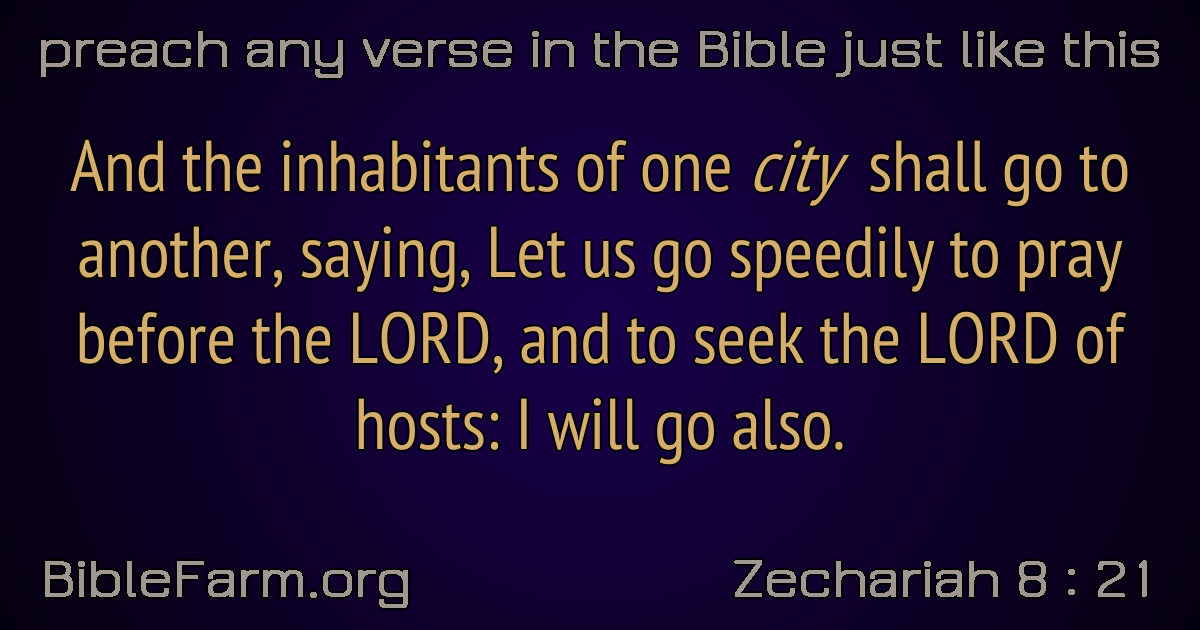 preach any verse in the Bible just like this
And the inhabitants of one city shall go to
another, saying, Let us go speedily to pray
before the LORD, and to seek the LORD of
hosts: I will go also.
BibleFarm.org
Zechariah 8 : 21